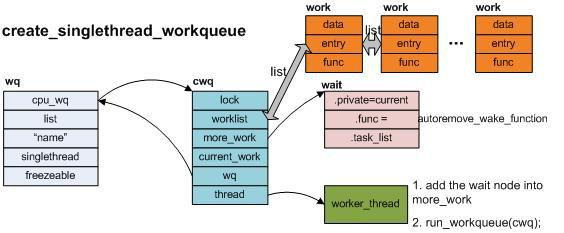 create_singlethread_workqueue
work
work
work
data
data
data
list
entry
entry
...
entry
func
func
func
list
wq
cwq
wait
cpu_wq
lock
.private=current
list
worklist
.func =
autoremove_wake_function
"name"
more_work
.task_list
singlethread
current_work
freezeable
wq
thread
worker_thread
1. add the wait node into
more_work
2. run_workqueue(cwq);